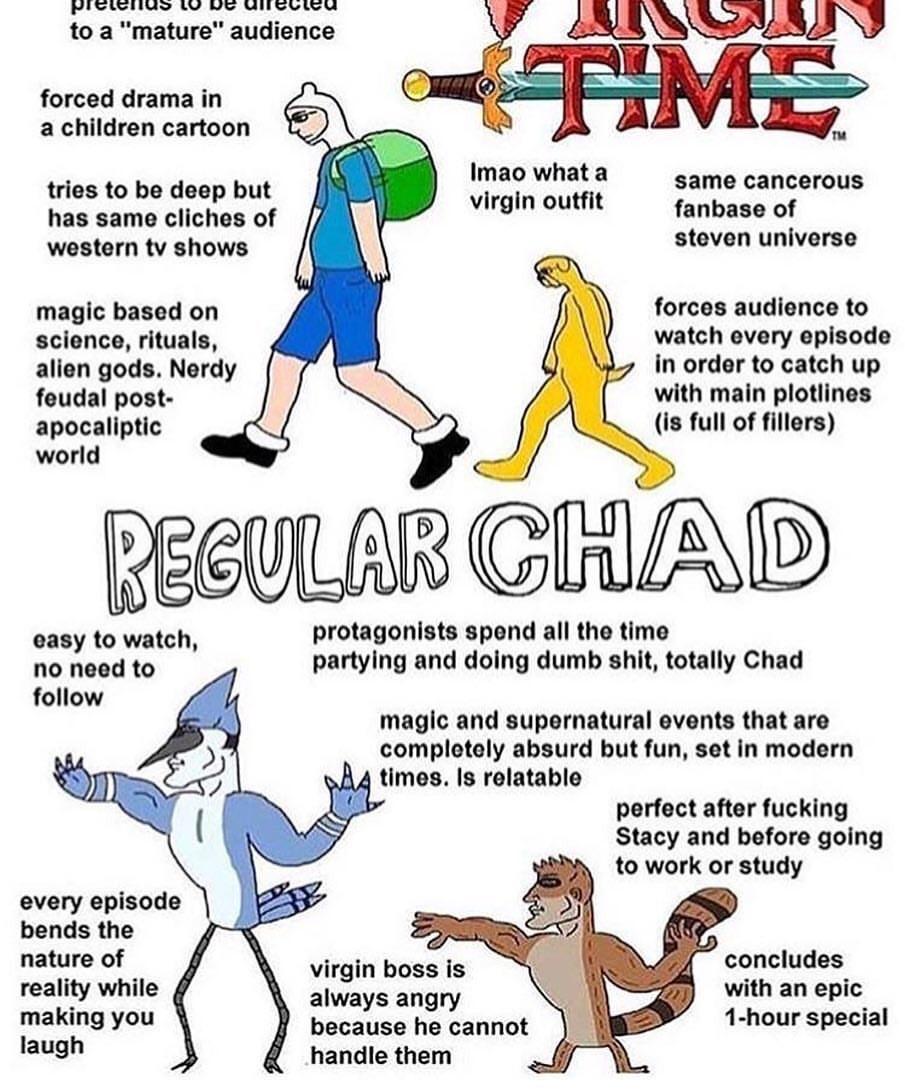 pretends to be directed
to a "mature" audience
VIRGIN
TIME
TM
forced drama in
a children cartoon
lmao what a
virgin outfit
same cancerous
fanbase of
steven universe
tries to be deep but
has same cliches of
western tv shows
magic based on
science, rituals,
alien gods. Nerdy
feudal post-
apocaliptic
world
forces audience to
watch every episode
in order to catch up
with main plotlines
(is full of fillers)
REGULAR CHAD
easy to watch,
no need to
follow
protagonists spend all the time
partying and doing dumb shit, totally Chad
magic and supernatural events that are
completely absurd but fun, set in modern
times. Is relatable
perfect after fucking
Stacy and before going
to work or study
every episode
bends the
nature of
reality while
making you
laugh
virgin boss is
always angry
because he cannot
handle them
concludes
with an epic
1-hour special